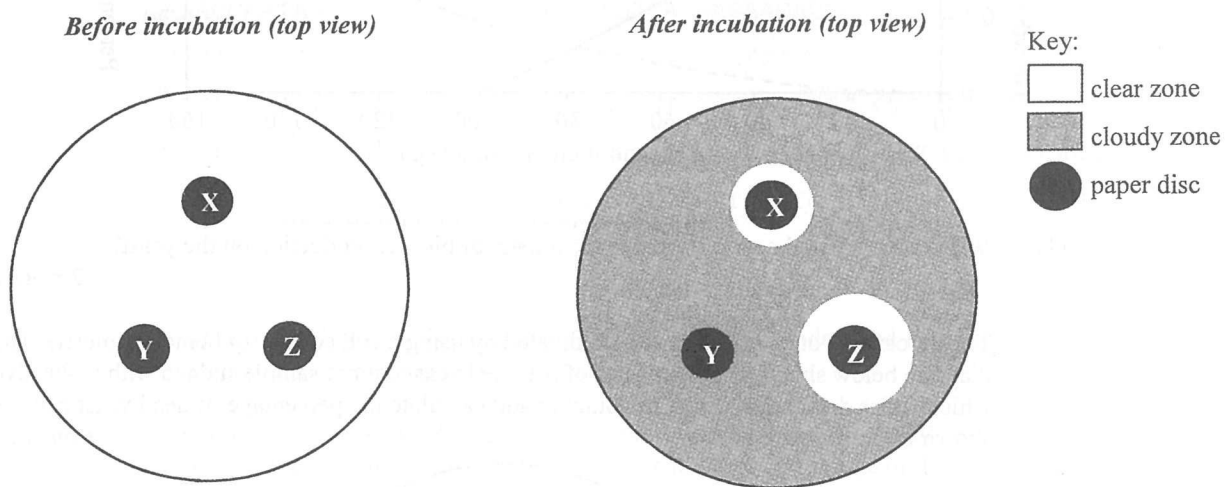 Before incubation (top view)
After incubation (top view)
Key:
clear zone
cloudy zone
paper disc
X
Y
Z
X
Y
Z